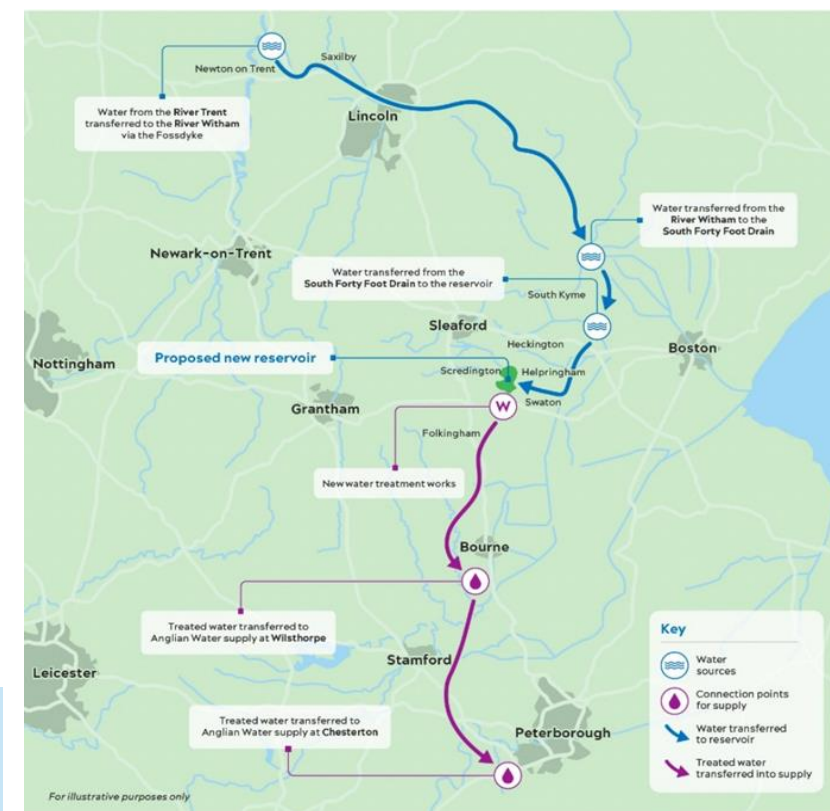 Saxilby
Newton on Trent
Water from the River Trent
transferred to the River Witham
via the Fossdyke
Lincoln
Water transferred from the
River Witham to the
South Forty Foot Drain
Newark-on-Trent
Water transferred from the
South Forty Foot Drain to the reservoir
South Kyme
Sleaford
Heckington
Boston
Nottingham
Proposed new reservoir
Scredington
Helpringham
Swaton
Grantham
W
Folkingham
New water treatment works
Bourne
Treated water transferred to
Anglian Water supply at Wilsthorpe
Stamford
Leicester
Treated water transferred to
Anglian Water supply at Chesterton
Peterborough
Key
Water
sources
Connection points
for supply
Water transferred
to reservoir
Treated water
transferred into supply
For illustrative purposes only